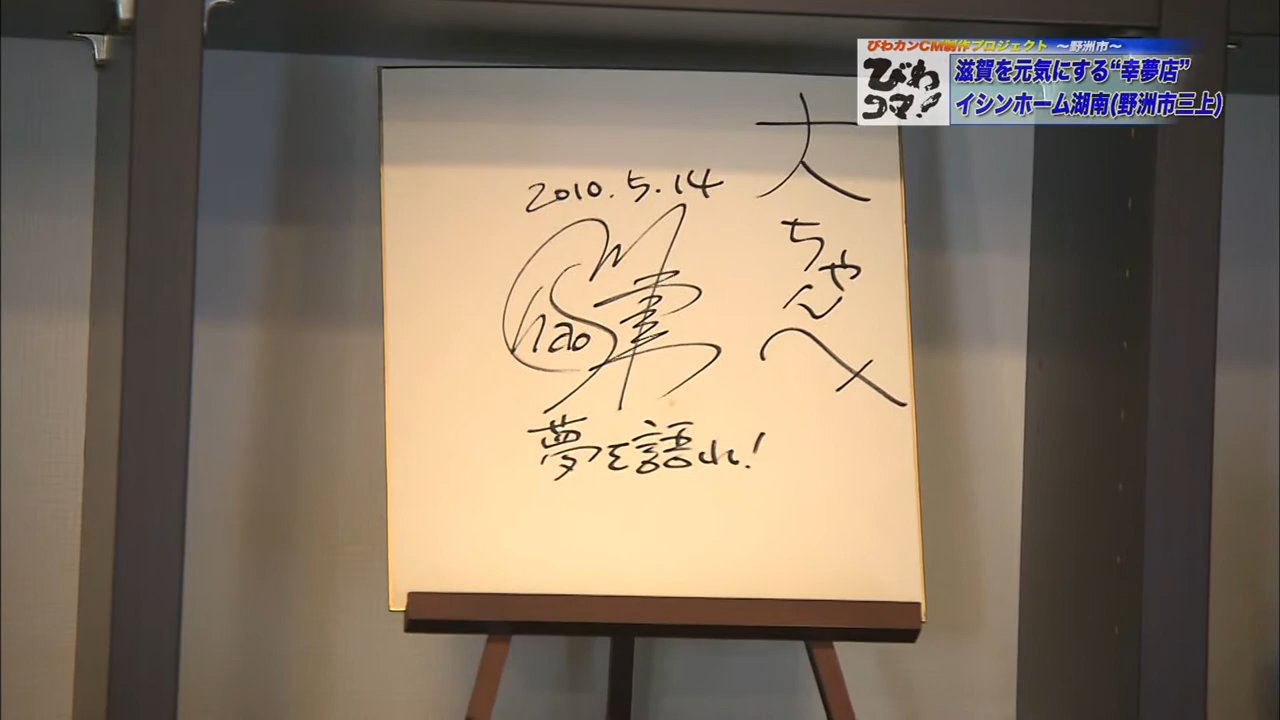 びわカンCM制作プロジェクト ～野洲市～
びわコマ!
滋賀を元気にする“幸夢店”
イシンホーム湖南(野洲市三上)
大ちゃんへ
2010.5.14
夢を語れ!